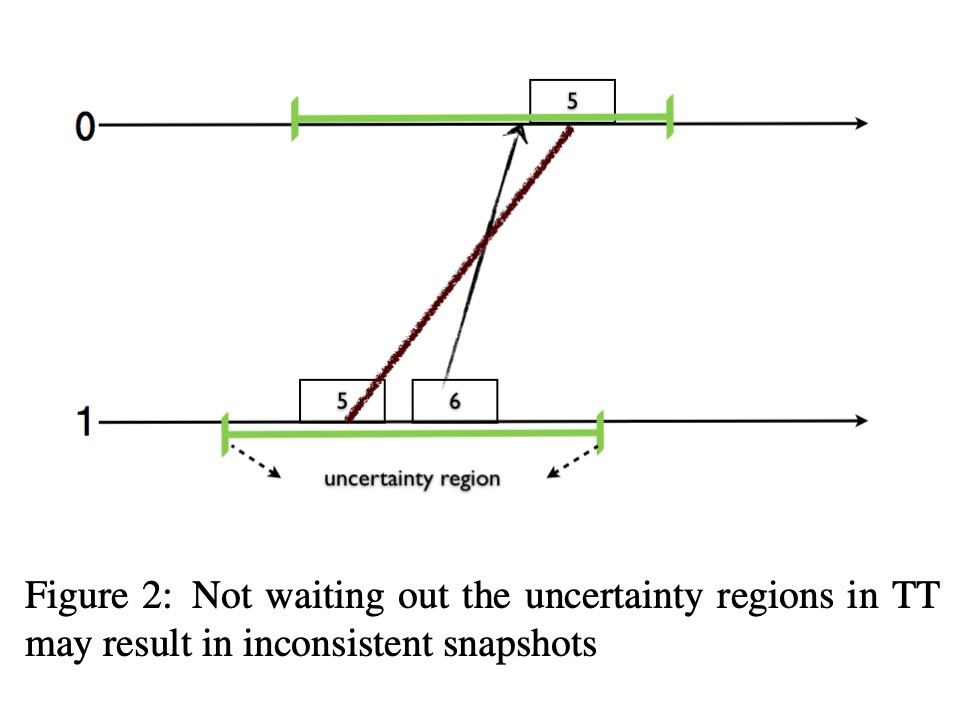 5
0
5
6
1
uncertainty region
Figure 2: Not waiting out the uncertainty regions in TT
may result in inconsistent snapshots